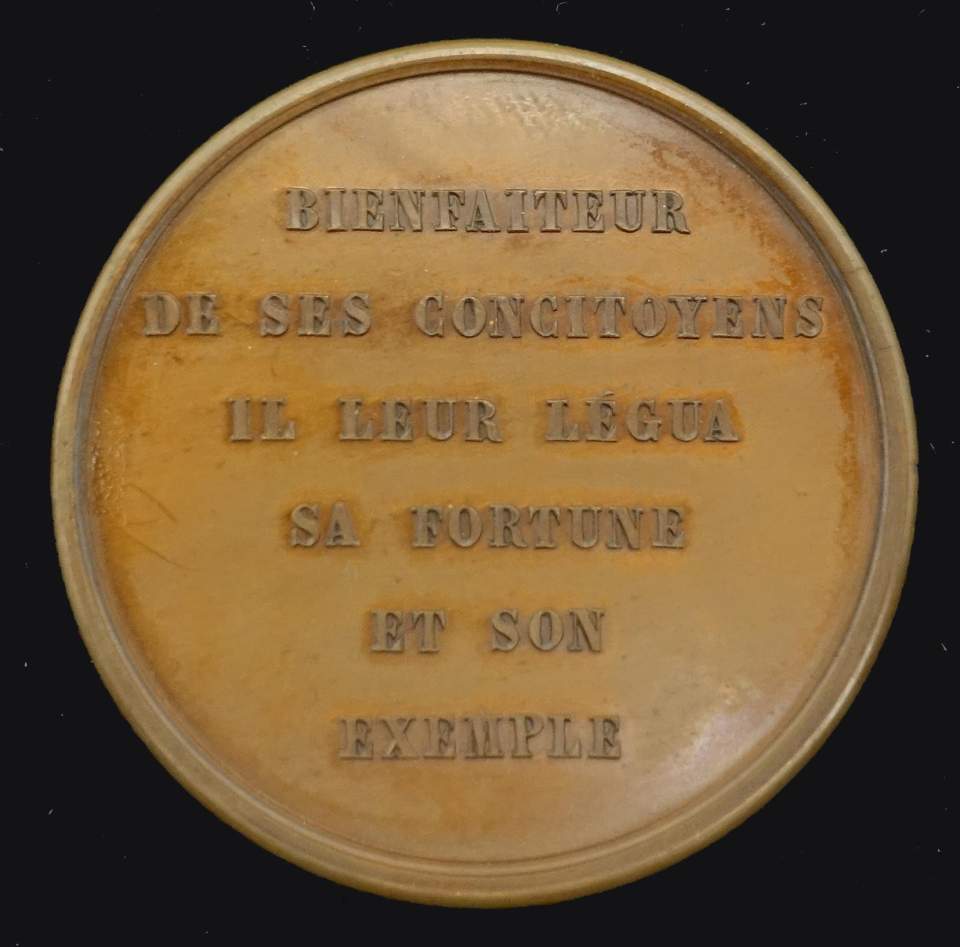 BIENFAITEUR
DE SES CONCITOYENS
IL LEUR LÉGUA
SA FORTUNE
ET SON
EXEMPLE